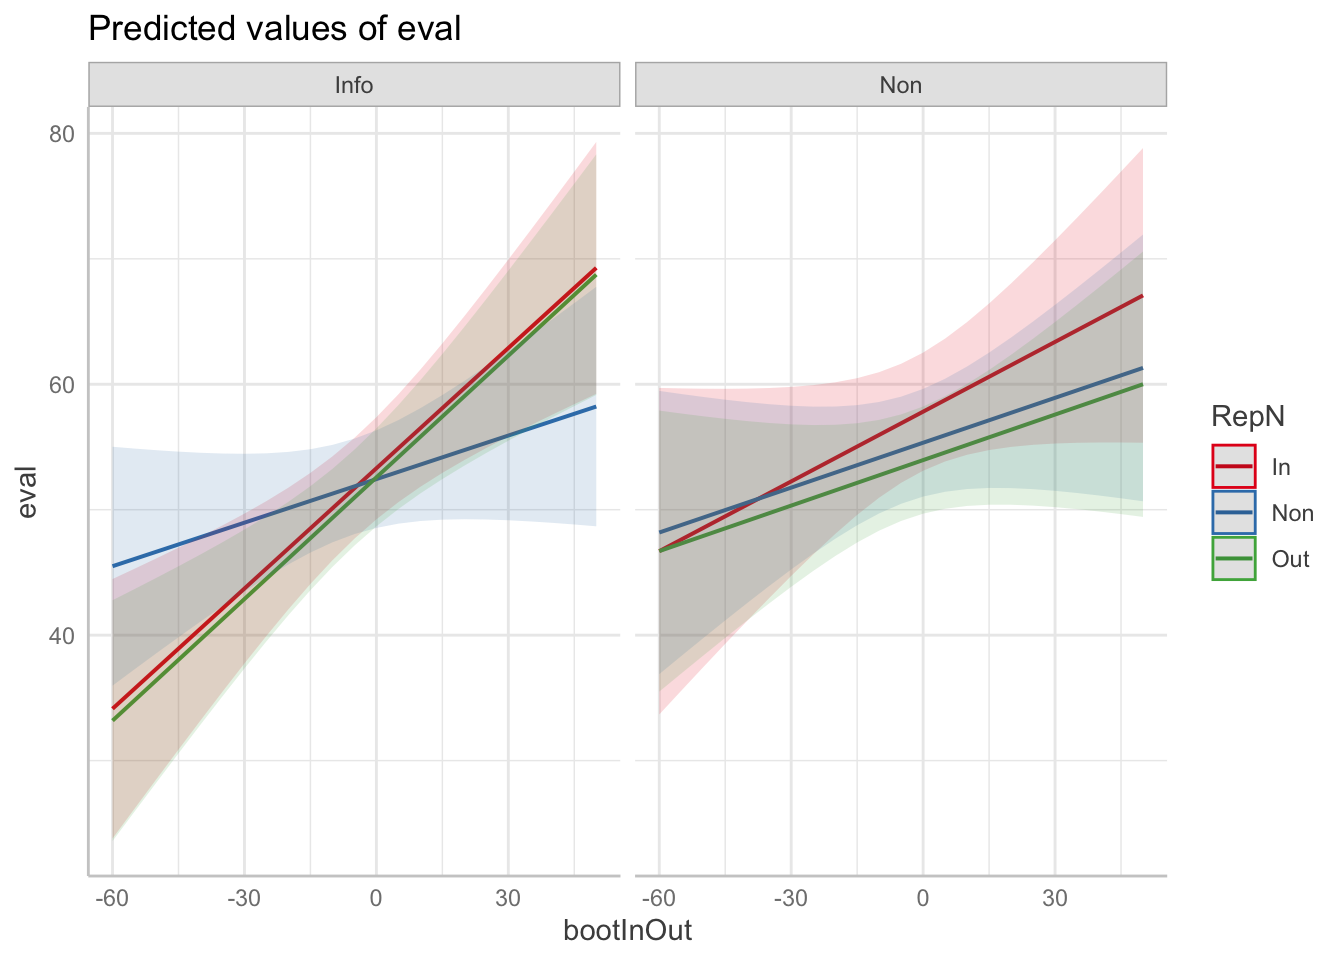 Predicted values of eval
Info
Non
80
60
40
eval
-60
-30
0
30
-60
-30
0
30
bootInOut
RepN
In
Non
Out